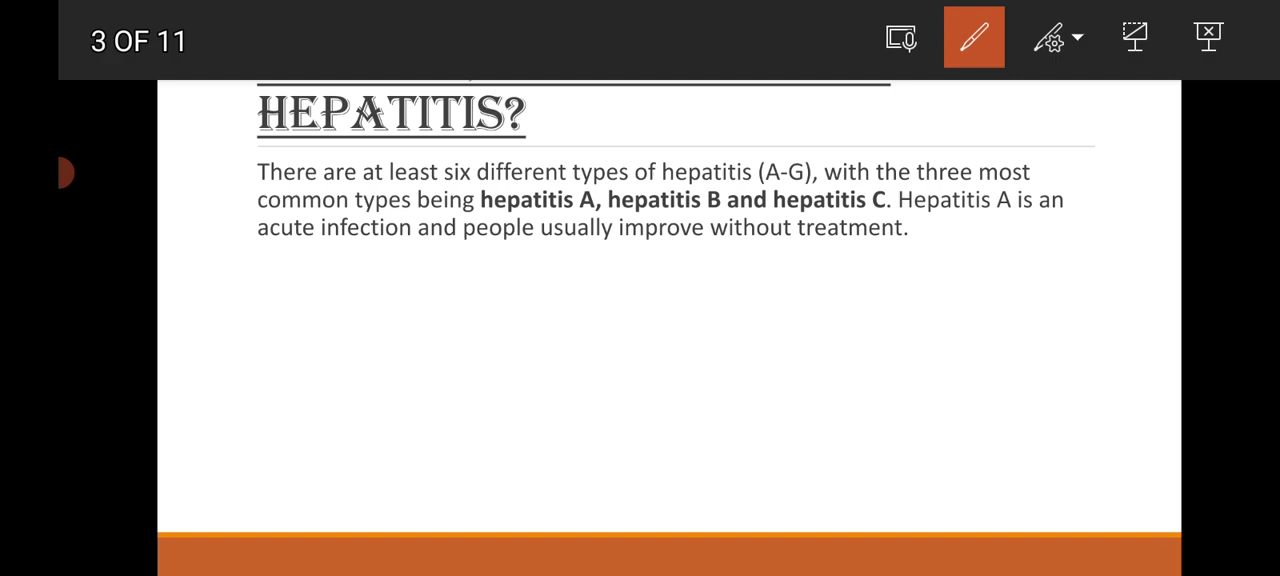 3 OF 11
HEPATITIS?
There are at least six different types of hepatitis (A-G), with the three most
common types being hepatitis A, hepatitis B and hepatitis C. Hepatitis A is an
acute infection and people usually improve without treatment.